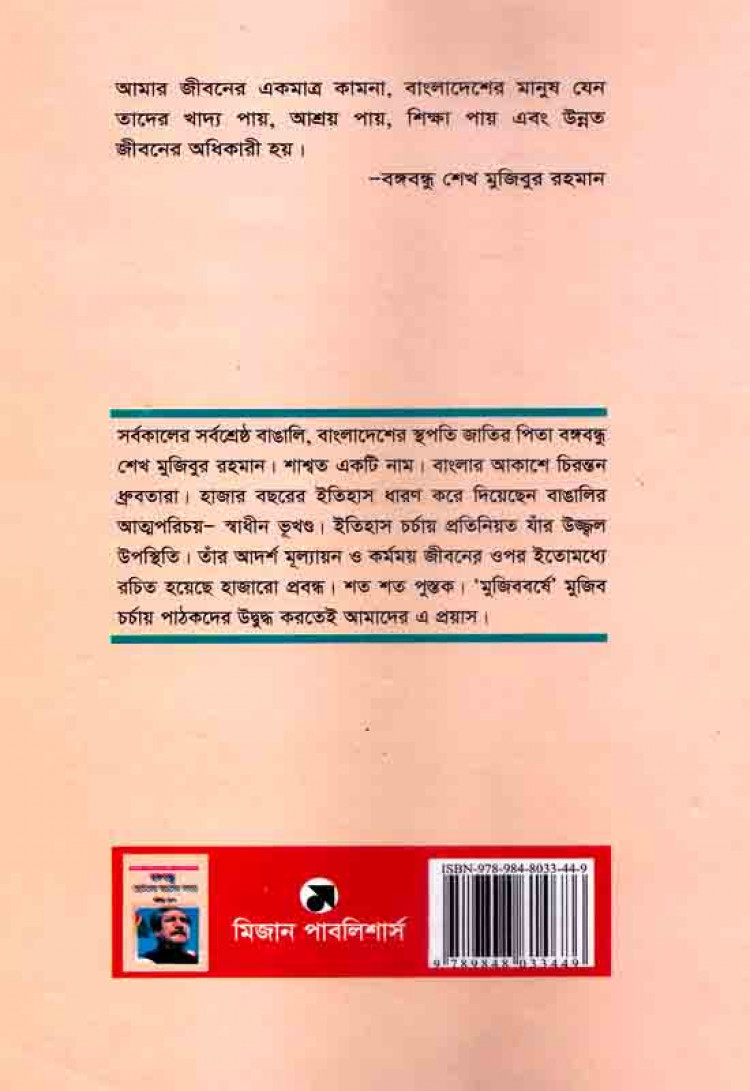 আমার জীবনের একমাত্র কামনা, বাংলাদেশের মানুষ যেন
তাদের খাদ্য পায়, আশ্রয় পায়, শিক্ষা পায় এবং উন্নত
জীবনের অধিকারী হয়।
–বঙ্গবন্ধু শেখ মুজিবুর রহমান
সর্বকালের সর্বশ্রেষ্ঠ বাঙালি, বাংলাদেশের স্থপতি জাতির পিতা বঙ্গবন্ধু
শেখ মুজিবুর রহমান। শাশ্বত একটি নাম। বাংলার আকাশে চিরন্তন
ধ্রুবতারা। হাজার বছরের ইতিহাস ধারণ করে দিয়েছেন বাঙালির
আত্মপরিচয়– স্বাধীন ভূখণ্ড। ইতিহাস চর্চায় প্রতিনিয়ত যাঁর উজ্জ্বল
উপস্থিতি। তাঁর আদর্শ মূল্যায়ন ও কর্মময় জীবনের ওপর ইতোমধ্যে
রচিত হয়েছে হাজারো প্রবন্ধ। শত শত পুস্তক। 'মুজিববর্ষে' মুজিব
চর্চায় পাঠকদের উদ্বুদ্ধ করতেই আমাদের এ প্রয়াস।
মিজান পাবলিশার্স
ISBN-978-984-8033-44-9
9 789848 033449